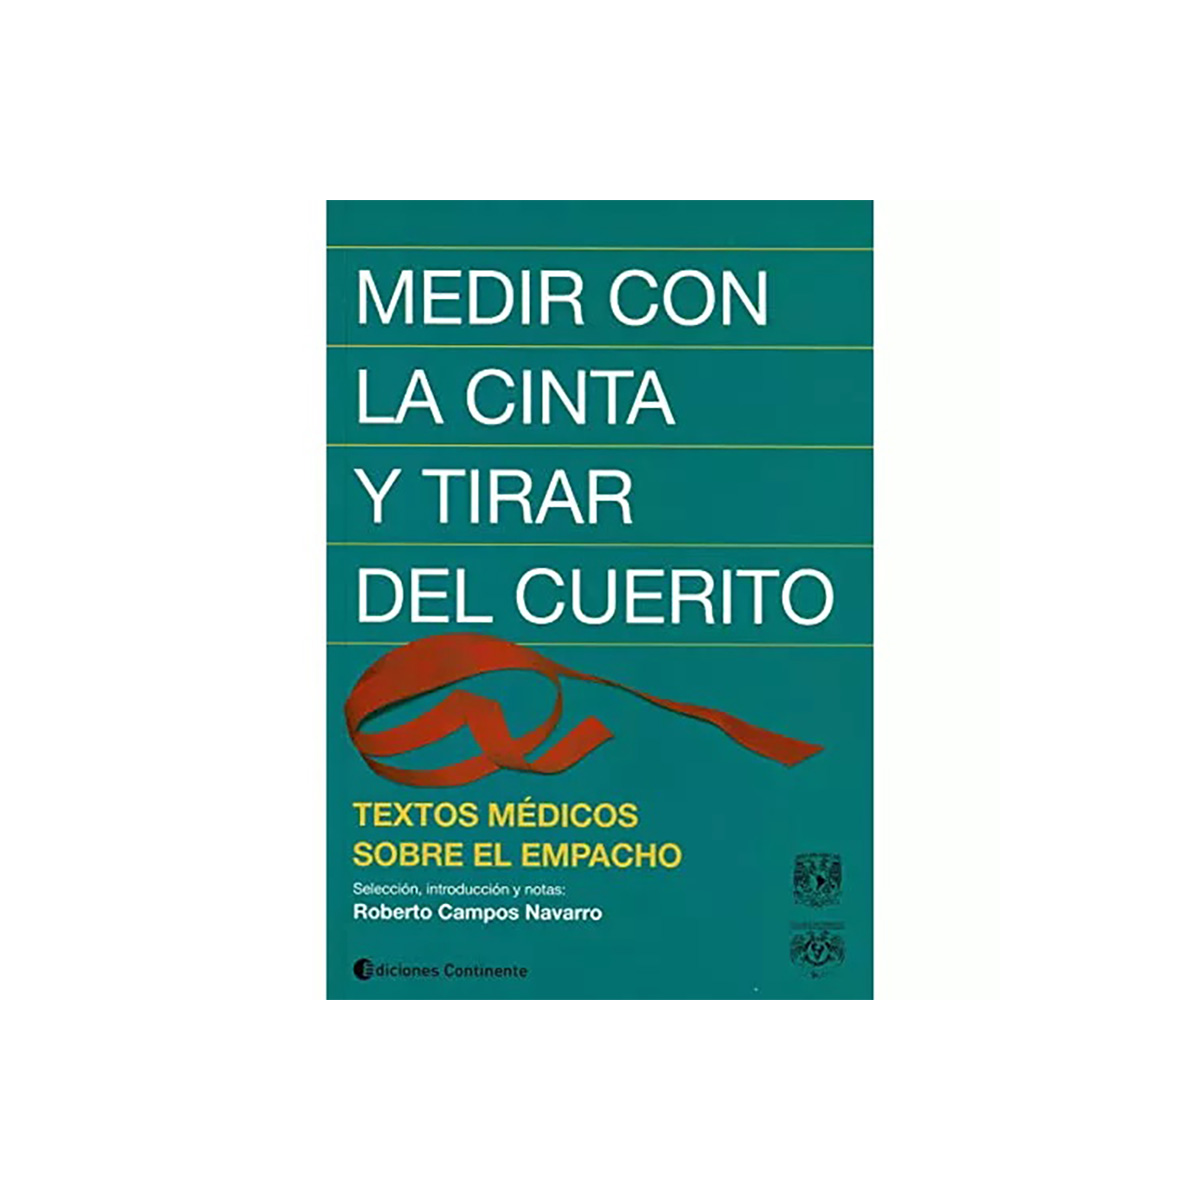 MEDIR CON
LA CINTA
Y TIRAR
DEL CUERITO
TEXTOS MÉDICOS
SOBRE EL EMPACHO
Selección, introducción y notas:
Roberto Campos Navarro
Ediciones Continente